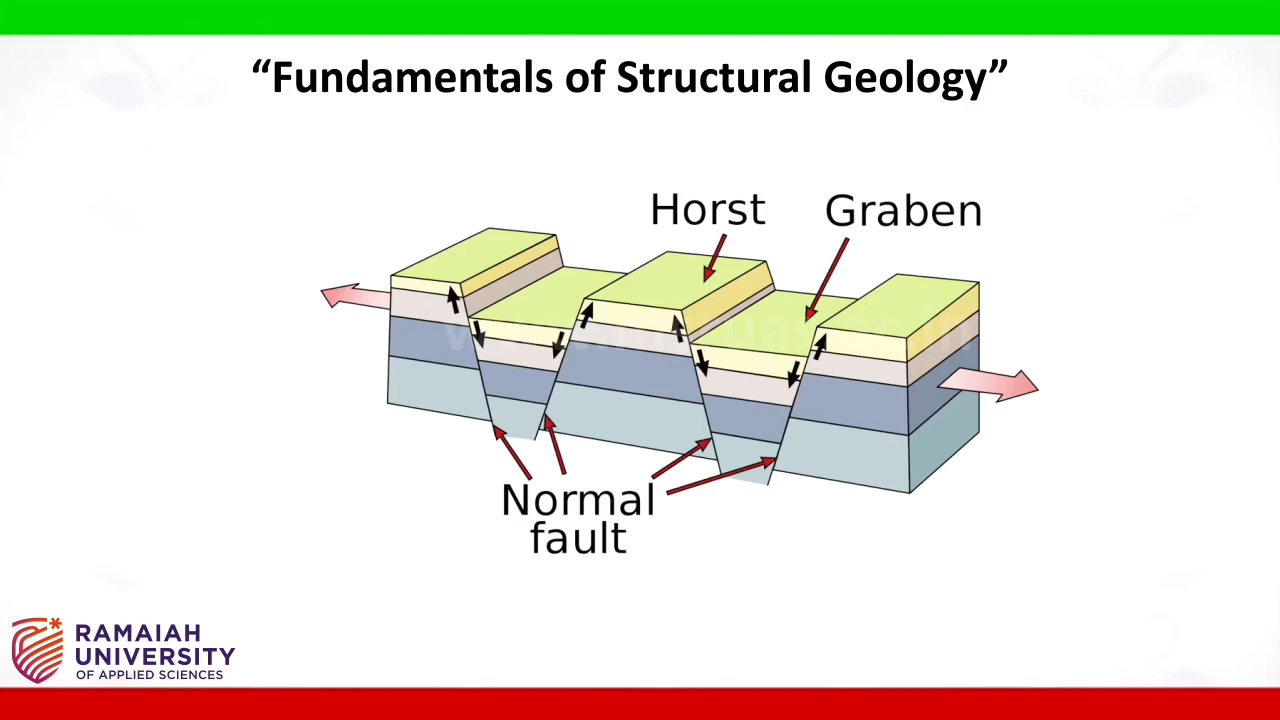 “Fundamentals of Structural Geology”
Horst
Graben
Normal
fault
RAMAIAH
UNIVERSITY
OF APPLIED SCIENCES